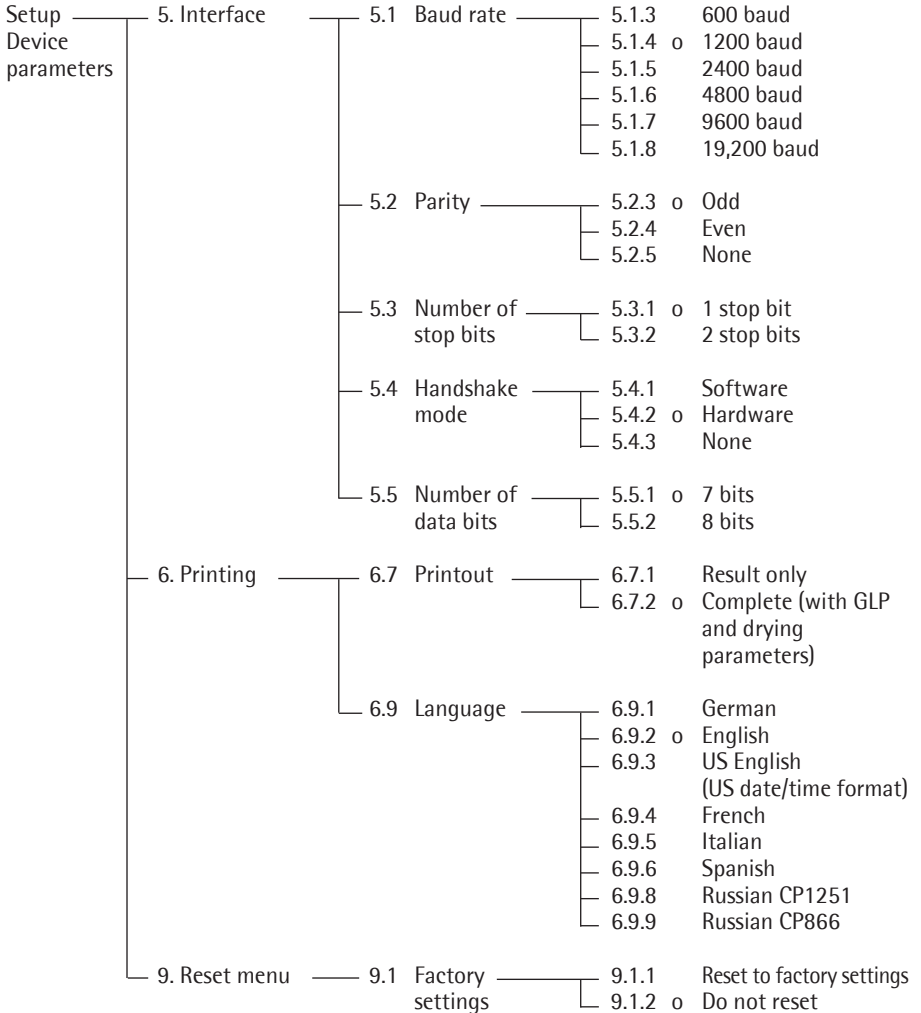 Setup 5. Interface 5.1 Baud rate 5.1.3 600 baud
Device 5.1.4 o 1200 baud
parameters 5.1.5 2400 baud
5.1.6 4800 baud
5.1.7 9600 baud
5.1.8 19,200 baud
5.2 Parity 5.2.3 o Odd
5.2.4 Even
5.2.5 None
5.3 Number of 5.3.1 o 1 stop bit
stop bits 5.3.2 2 stop bits
5.4 Handshake 5.4.1 Software
mode 5.4.2 o Hardware
5.4.3 None
5.5 Number of 5.5.1 o 7 bits
data bits 5.5.2 8 bits
6. Printing 6.7 Printout 6.7.1 Result only
6.7.2 o Complete (with GLP
and drying
parameters)
6.9 Language 6.9.1 German
6.9.2 o English
6.9.3 US English
(US date/time format)
6.9.4 French
6.9.5 Italian
6.9.6 Spanish
6.9.8 Russian CP1251
6.9.9 Russian CP866
9. Reset menu 9.1 Factory 9.1.1 Reset to factory settings
settings 9.1.2 o Do not reset